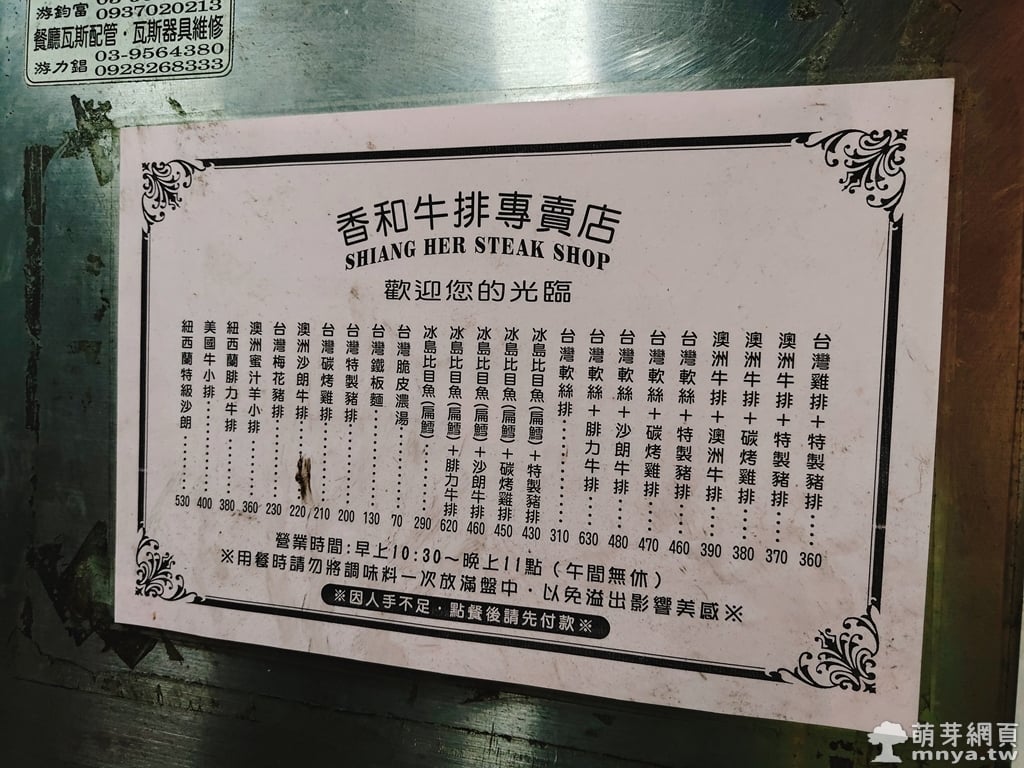 游鈞富 0937020213
餐廳瓦斯配管・瓦斯器具維修
03-9564380
游力錩 0928268333
香和牛排專賣店
SHIANG HER STEAK SHOP
歡迎您的光臨
台灣雞排＋特製豬排……360
澳洲牛排＋特製豬排……370
澳洲牛排＋碳烤雞排……380
澳洲牛排＋澳洲牛排……390
台灣軟絲＋特製豬排……460
台灣軟絲＋碳烤雞排……470
台灣軟絲＋沙朗牛排……480
台灣軟絲＋腓力牛排……630
台灣軟絲排……310
冰島比目魚(扁鱈)＋特製豬排 430
冰島比目魚(扁鱈)＋碳烤雞排 450
冰島比目魚(扁鱈)＋沙朗牛排 460
冰島比目魚(扁鱈)＋腓力牛排 620
冰島比目魚(扁鱈)……290
台灣脆皮濃湯……70
台灣鐵板麵……130
台灣特製豬排……200
台灣碳烤雞排……210
澳洲沙朗牛排……220
台灣梅花豬排……230
澳洲蜜汁羊小排……360
紐西蘭腓力牛排……380
美國牛小排……400
紐西蘭特級沙朗……530
營業時間:早上10:30～晚上11點（午間無休）
※用餐時請勿將調味料一次放滿盤中，以免溢出影響美感※
※因人手不足，點餐後請先付款※
萌芽網頁
mnya.tw